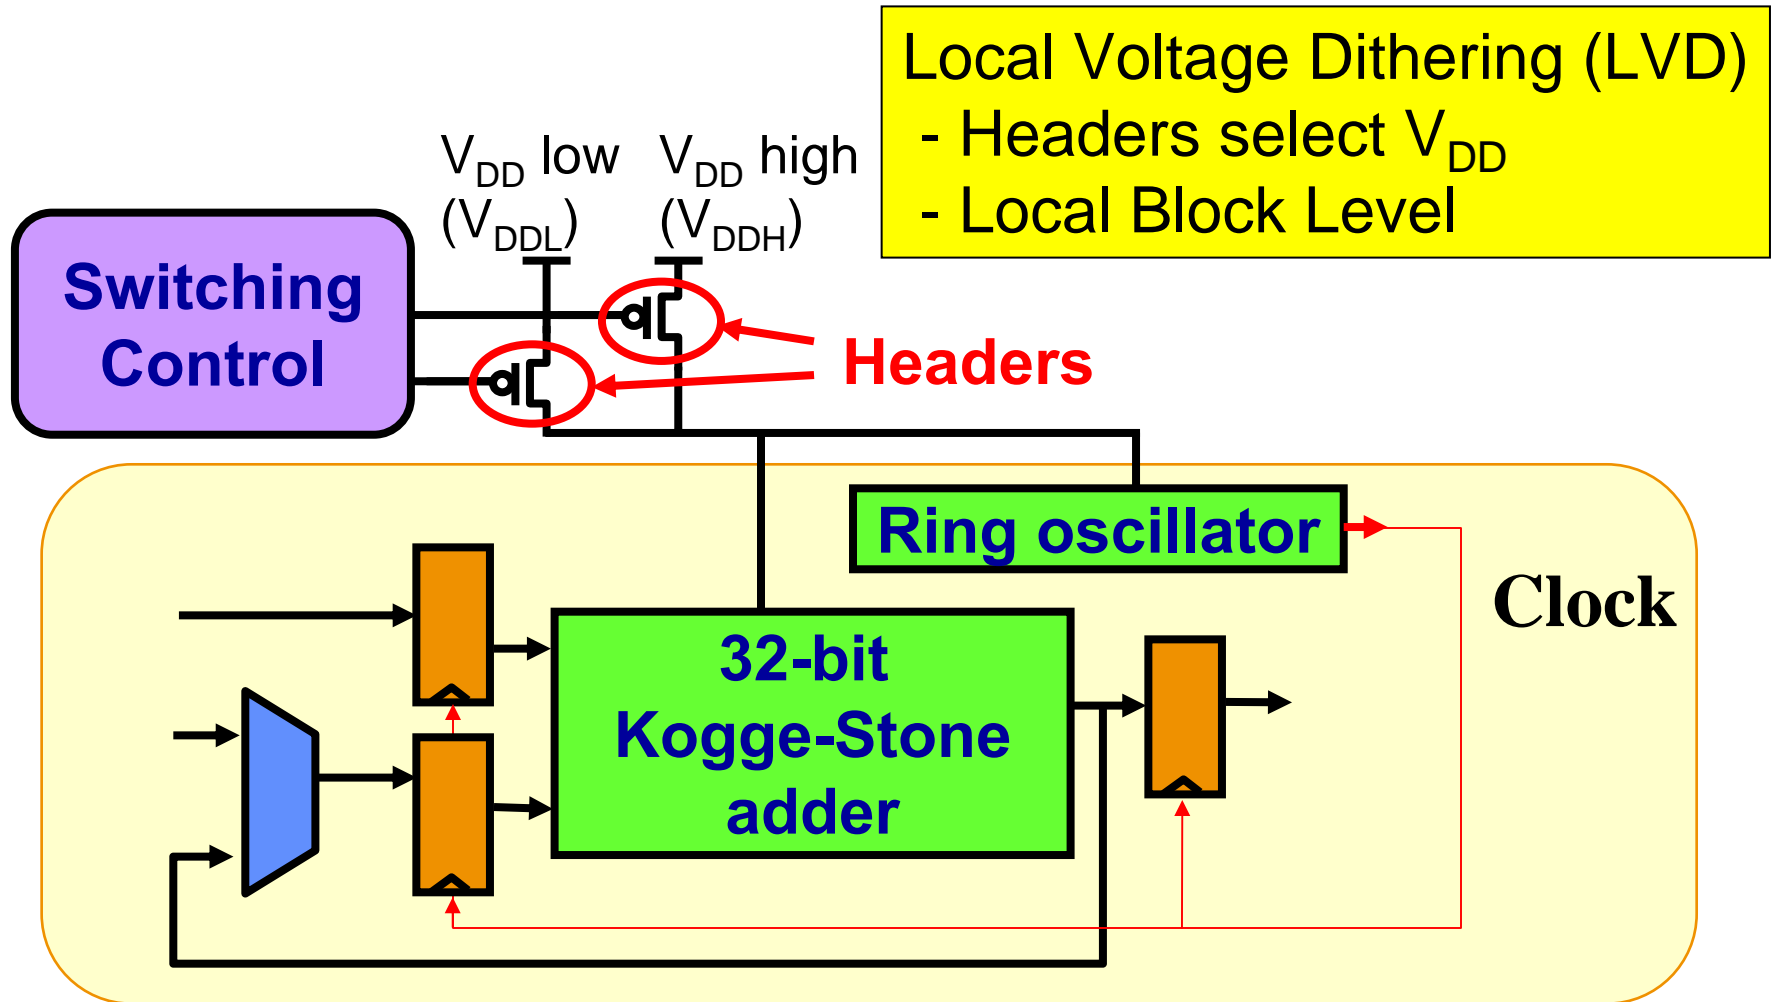 Local Voltage Dithering (LVD)
- Headers select VDD
- Local Block Level
VDD low
(VDDL)
VDD high
(VDDH)
Switching
Control
Headers
Ring oscillator
Clock
32-bit
Kogge-Stone
adder